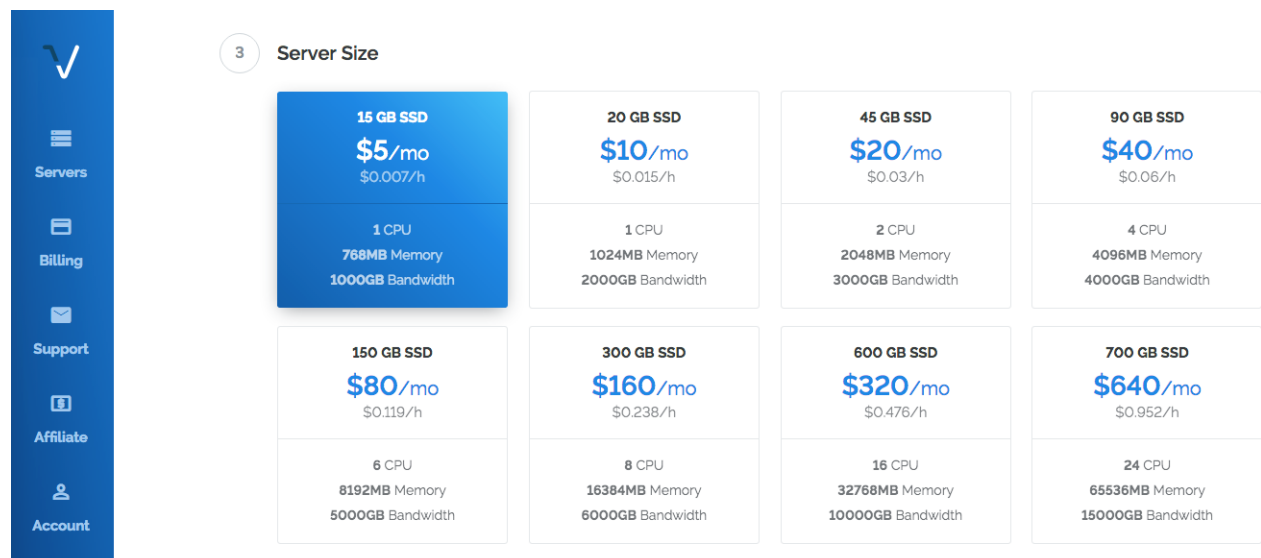 3 Server Size
Servers
Billing
Support
Affiliate
Account
15 GB SSD
$5/mo
$0.007/h
1 CPU
768MB Memory
1000GB Bandwidth
20 GB SSD
$10/mo
$0.015/h
1 CPU
1024MB Memory
2000GB Bandwidth
45 GB SSD
$20/mo
$0.03/h
2 CPU
2048MB Memory
3000GB Bandwidth
90 GB SSD
$40/mo
$0.06/h
4 CPU
4096MB Memory
4000GB Bandwidth
150 GB SSD
$80/mo
$0.119/h
6 CPU
8192MB Memory
5000GB Bandwidth
300 GB SSD
$160/mo
$0.238/h
8 CPU
16384MB Memory
6000GB Bandwidth
600 GB SSD
$320/mo
$0.476/h
16 CPU
32768MB Memory
10000GB Bandwidth
700 GB SSD
$640/mo
$0.952/h
24 CPU
65536MB Memory
15000GB Bandwidth